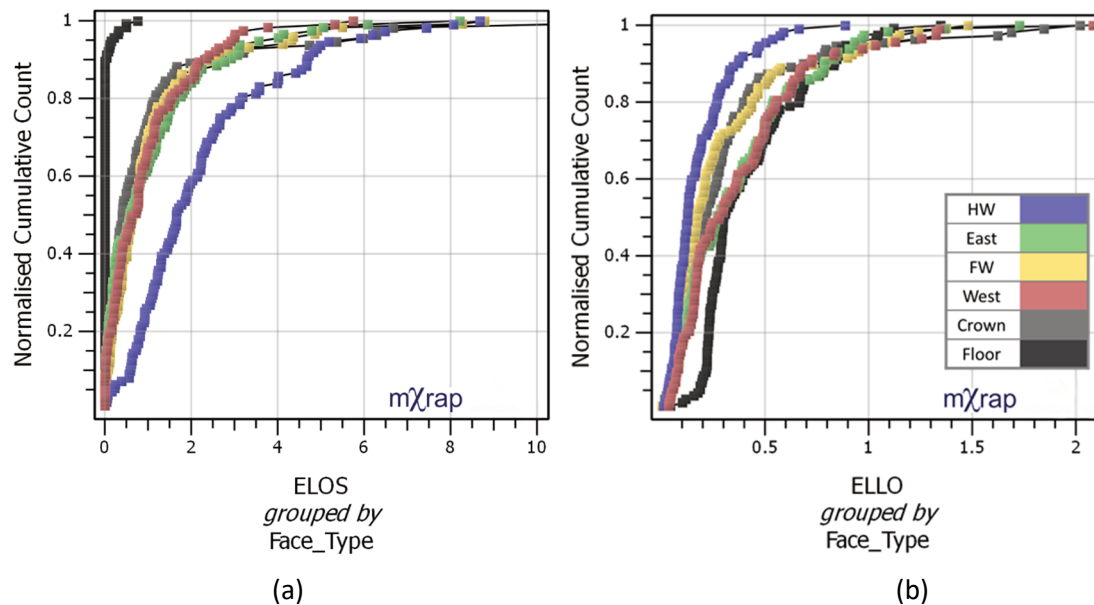 Normalised Cumulative Count
1
0.8
0.6
0.4
0.2
mχrap
0
2
4
6
8
10
ELOS
grouped by
Face_Type
(a)
Normalised Cumulative Count
1
0.8
0.6
0.4
0.2
HW
East
FW
West
Crown
Floor
mχrap
0.5
1
1.5
2
ELLO
grouped by
Face_Type
(b)